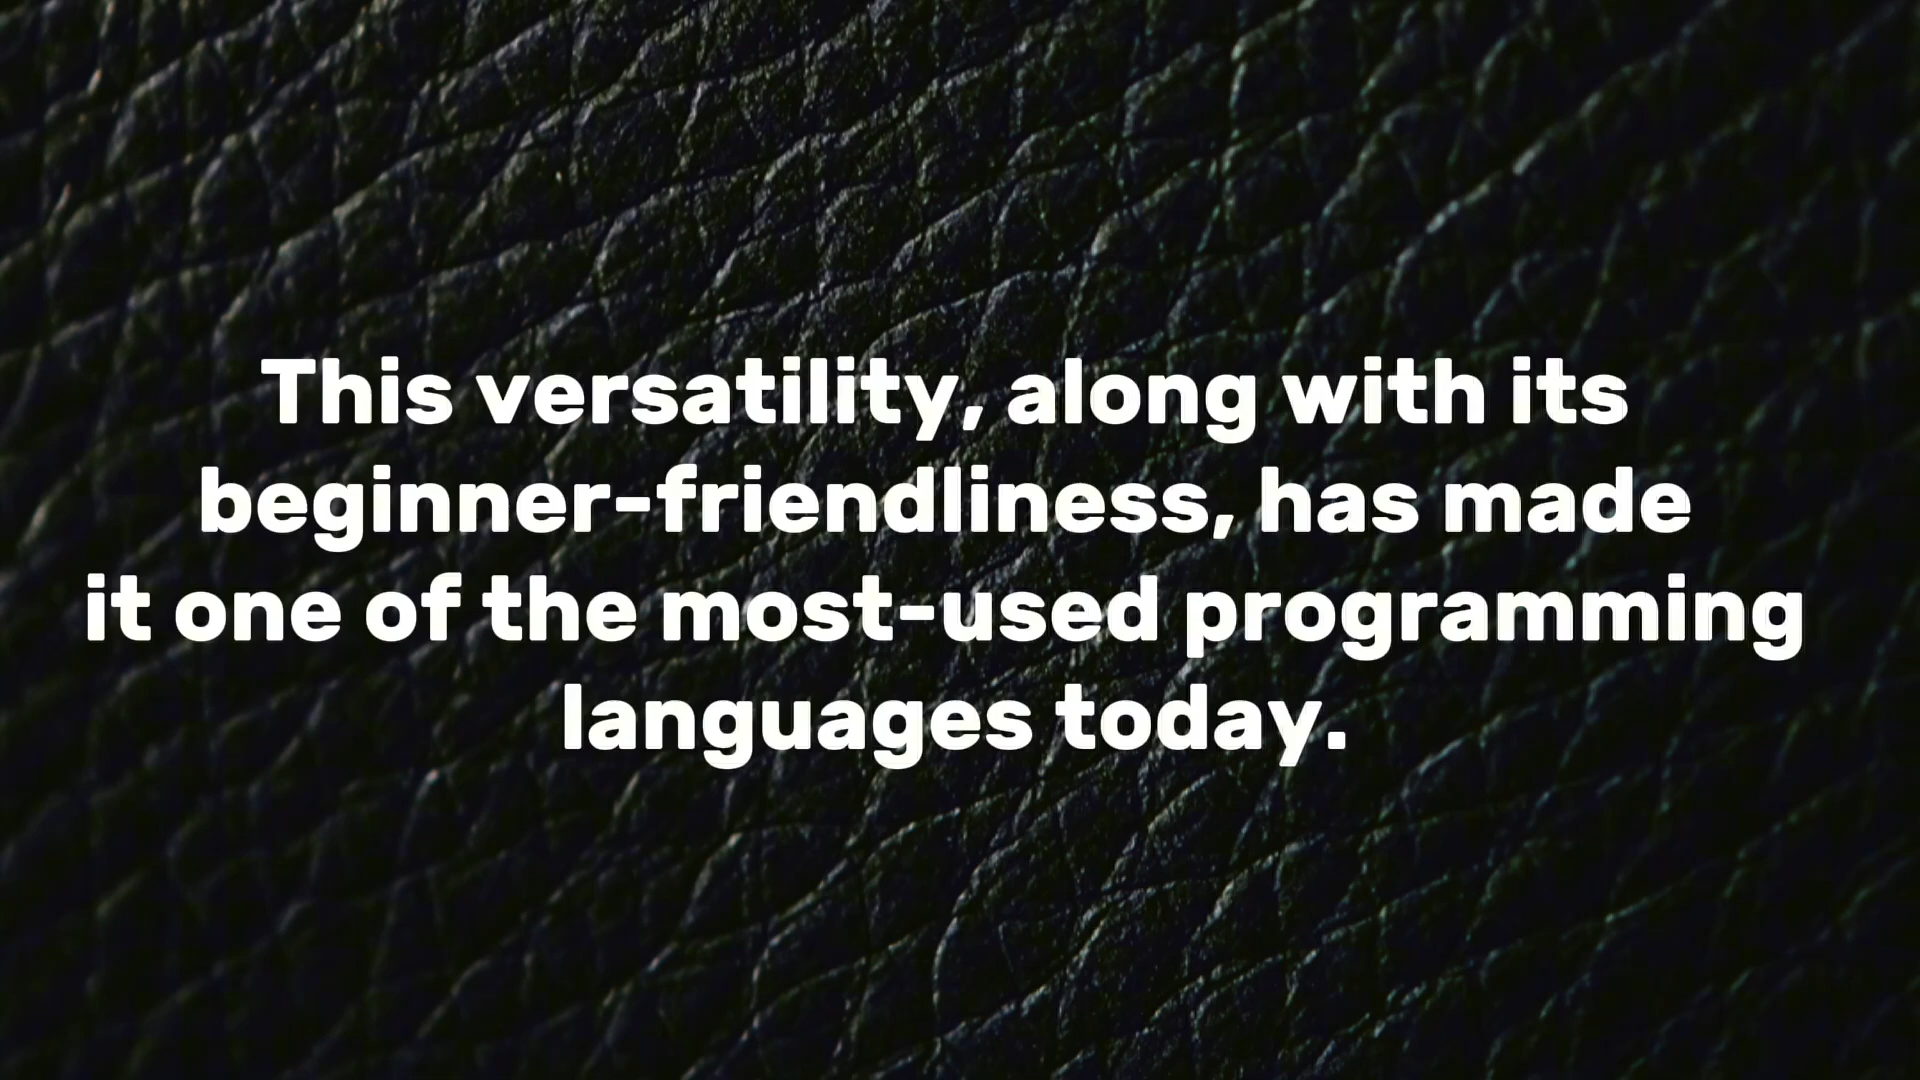 This versatility, along with its
beginner-friendliness, has made
it one of the most-used programming
languages today.